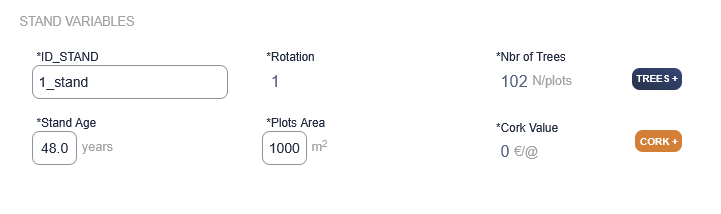 STAND VARIABLES
*ID_STAND
*Rotation
*Nbr of Trees
1_stand
1
102 N/plots
TREES +
*Stand Age
*Plots Area
*Cork Value
48.0 years
1000 m²
0 €/@
CORK +